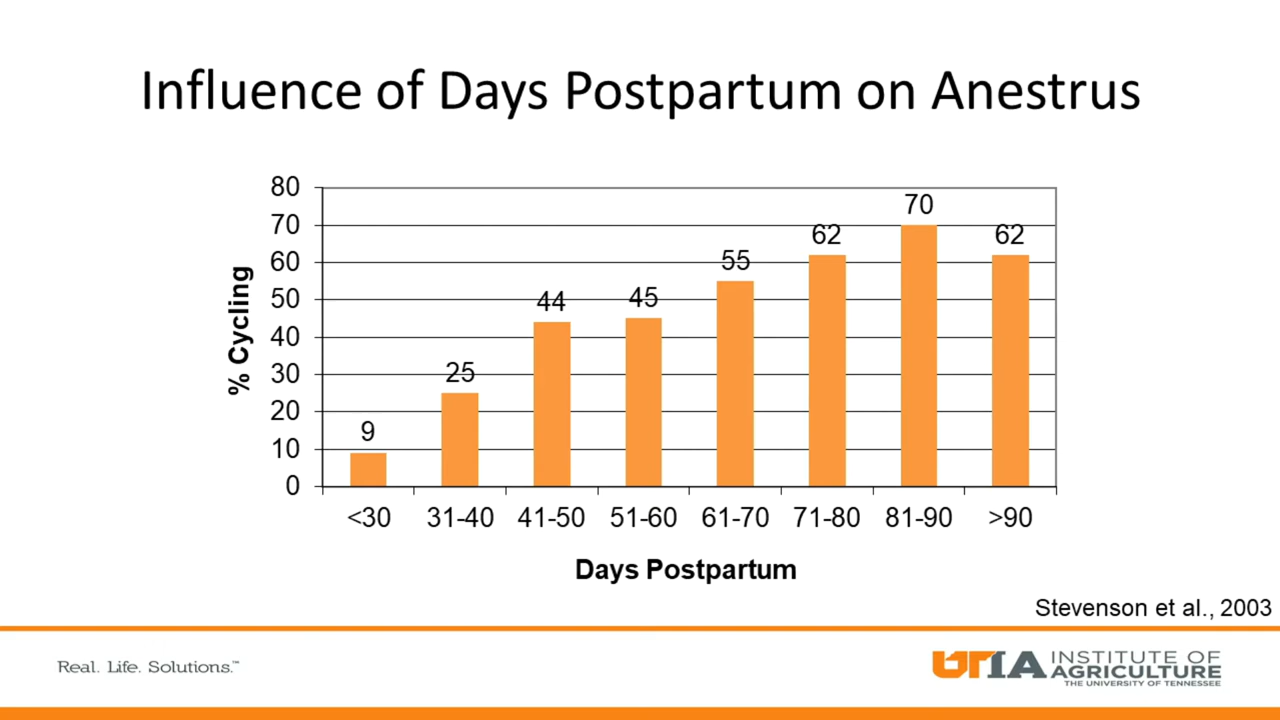 Influence of Days Postpartum on Anestrus
80
70
60
50
40
30
20
10
0
% Cycling
9
25
44
45
55
62
70
62
<30 31-40 41-50 51-60 61-70 71-80 81-90 >90
Days Postpartum
Stevenson et al., 2003
Real. Life. Solutions.™
UTIA INSTITUTE OF
AGRICULTURE
THE UNIVERSITY OF TENNESSEE